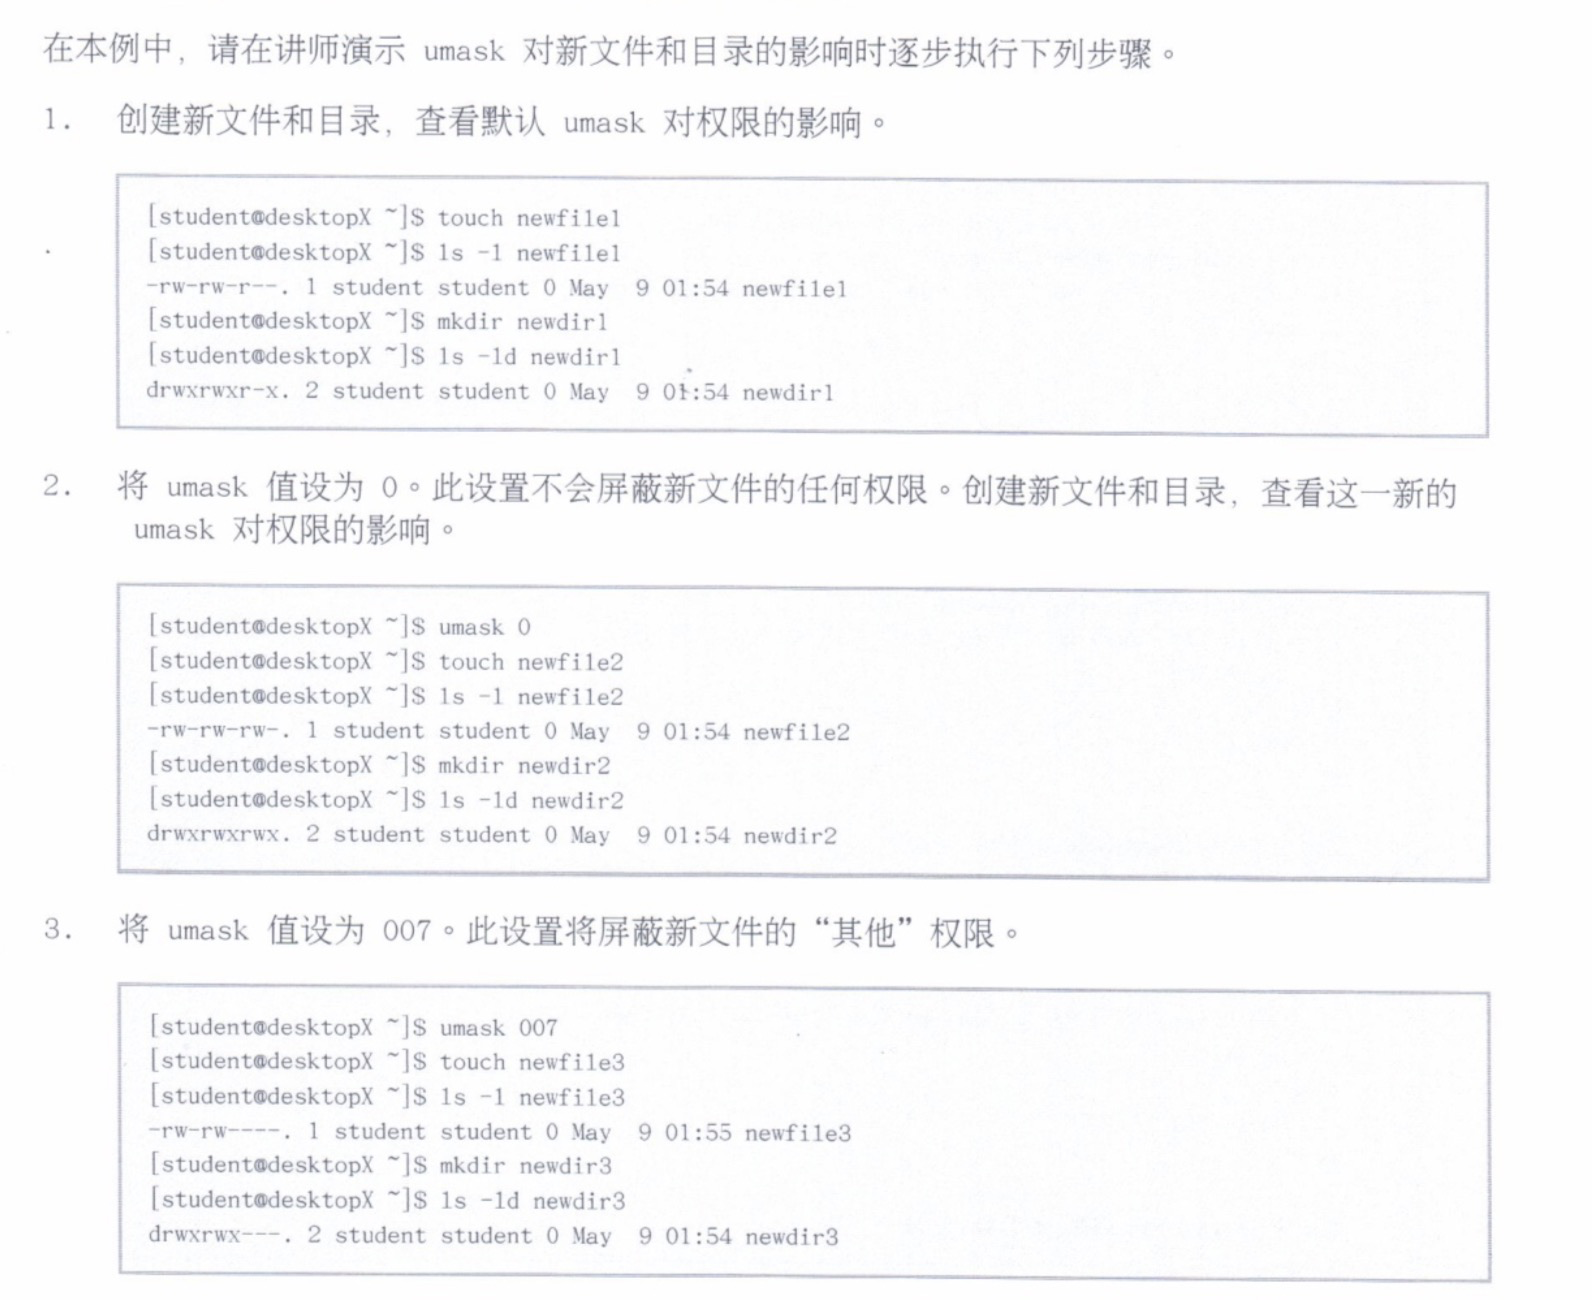 在本例中，请在讲师演示 umask 对新文件和目录的影响时逐步执行下列步骤。
1. 创建新文件和目录，查看默认 umask 对权限的影响。
[student@desktopX ~]$ touch newfile1
[student@desktopX ~]$ ls -l newfile1
-rw-rw-r--. 1 student student 0 May  9 01:54 newfile1
[student@desktopX ~]$ mkdir newdir1
[student@desktopX ~]$ ls -ld newdir1
drwxrwxr-x. 2 student student 0 May  9 01:54 newdir1
2. 将 umask 值设为 0。此设置不会屏蔽新文件的任何权限。创建新文件和目录，查看这一新的
umask 对权限的影响。
[student@desktopX ~]$ umask 0
[student@desktopX ~]$ touch newfile2
[student@desktopX ~]$ ls -l newfile2
-rw-rw-rw-. 1 student student 0 May  9 01:54 newfile2
[student@desktopX ~]$ mkdir newdir2
[student@desktopX ~]$ ls -ld newdir2
drwxrwxrwx. 2 student student 0 May  9 01:54 newdir2
3. 将 umask 值设为 007。此设置将屏蔽新文件的“其他”权限。
[student@desktopX ~]$ umask 007
[student@desktopX ~]$ touch newfile3
[student@desktopX ~]$ ls -l newfile3
-rw-rw----. 1 student student 0 May  9 01:55 newfile3
[student@desktopX ~]$ mkdir newdir3
[student@desktopX ~]$ ls -ld newdir3
drwxrwx---. 2 student student 0 May  9 01:54 newdir3